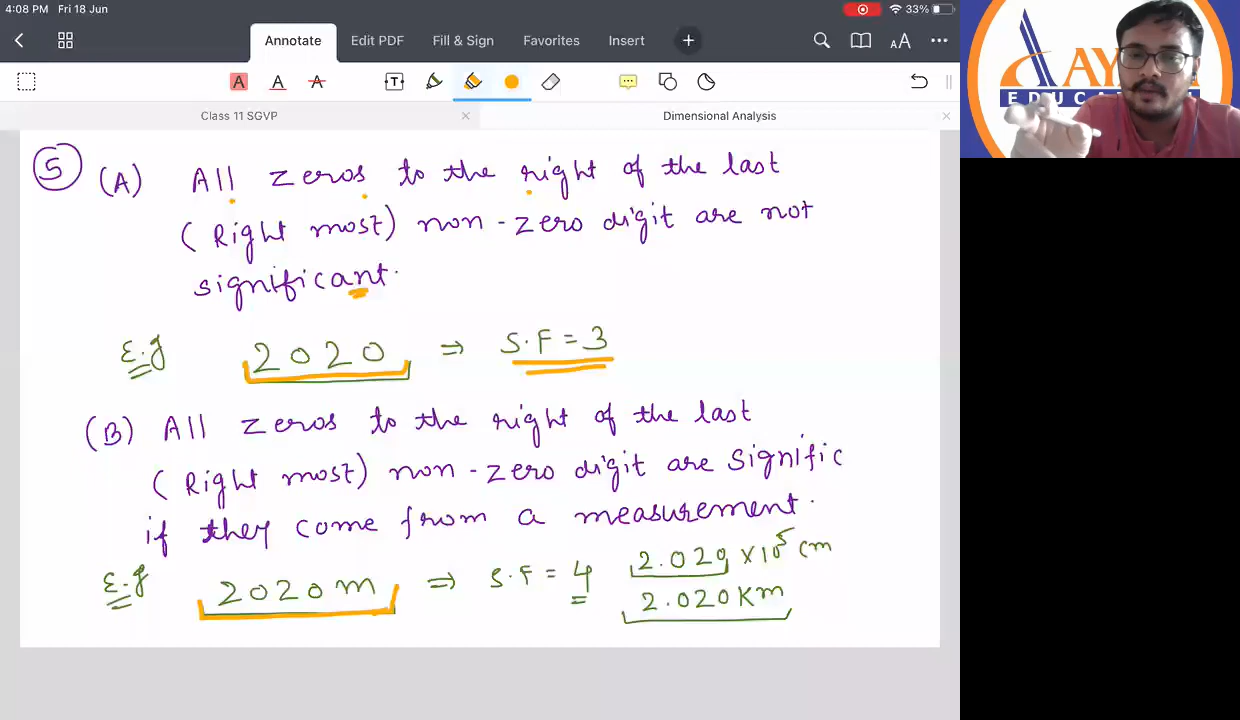 4:08 PM Fri 18 Jun
33%
Annotate Edit PDF Fill & Sign Favorites Insert
Class 11 SGVP
Dimensional Analysis
AY
EDUCA
5 (A) All zeros to the right of the last
(Right most) non-zero digit are not
significant.
E.g 2020 ⇒ S.F = 3
(B) All zeros to the right of the last
(Right most) non-zero digit are signific
if they come from a measurement.
E.g 2020m ⇒ S.F = 4 2.020 × 10⁵ cm
2.020 Km